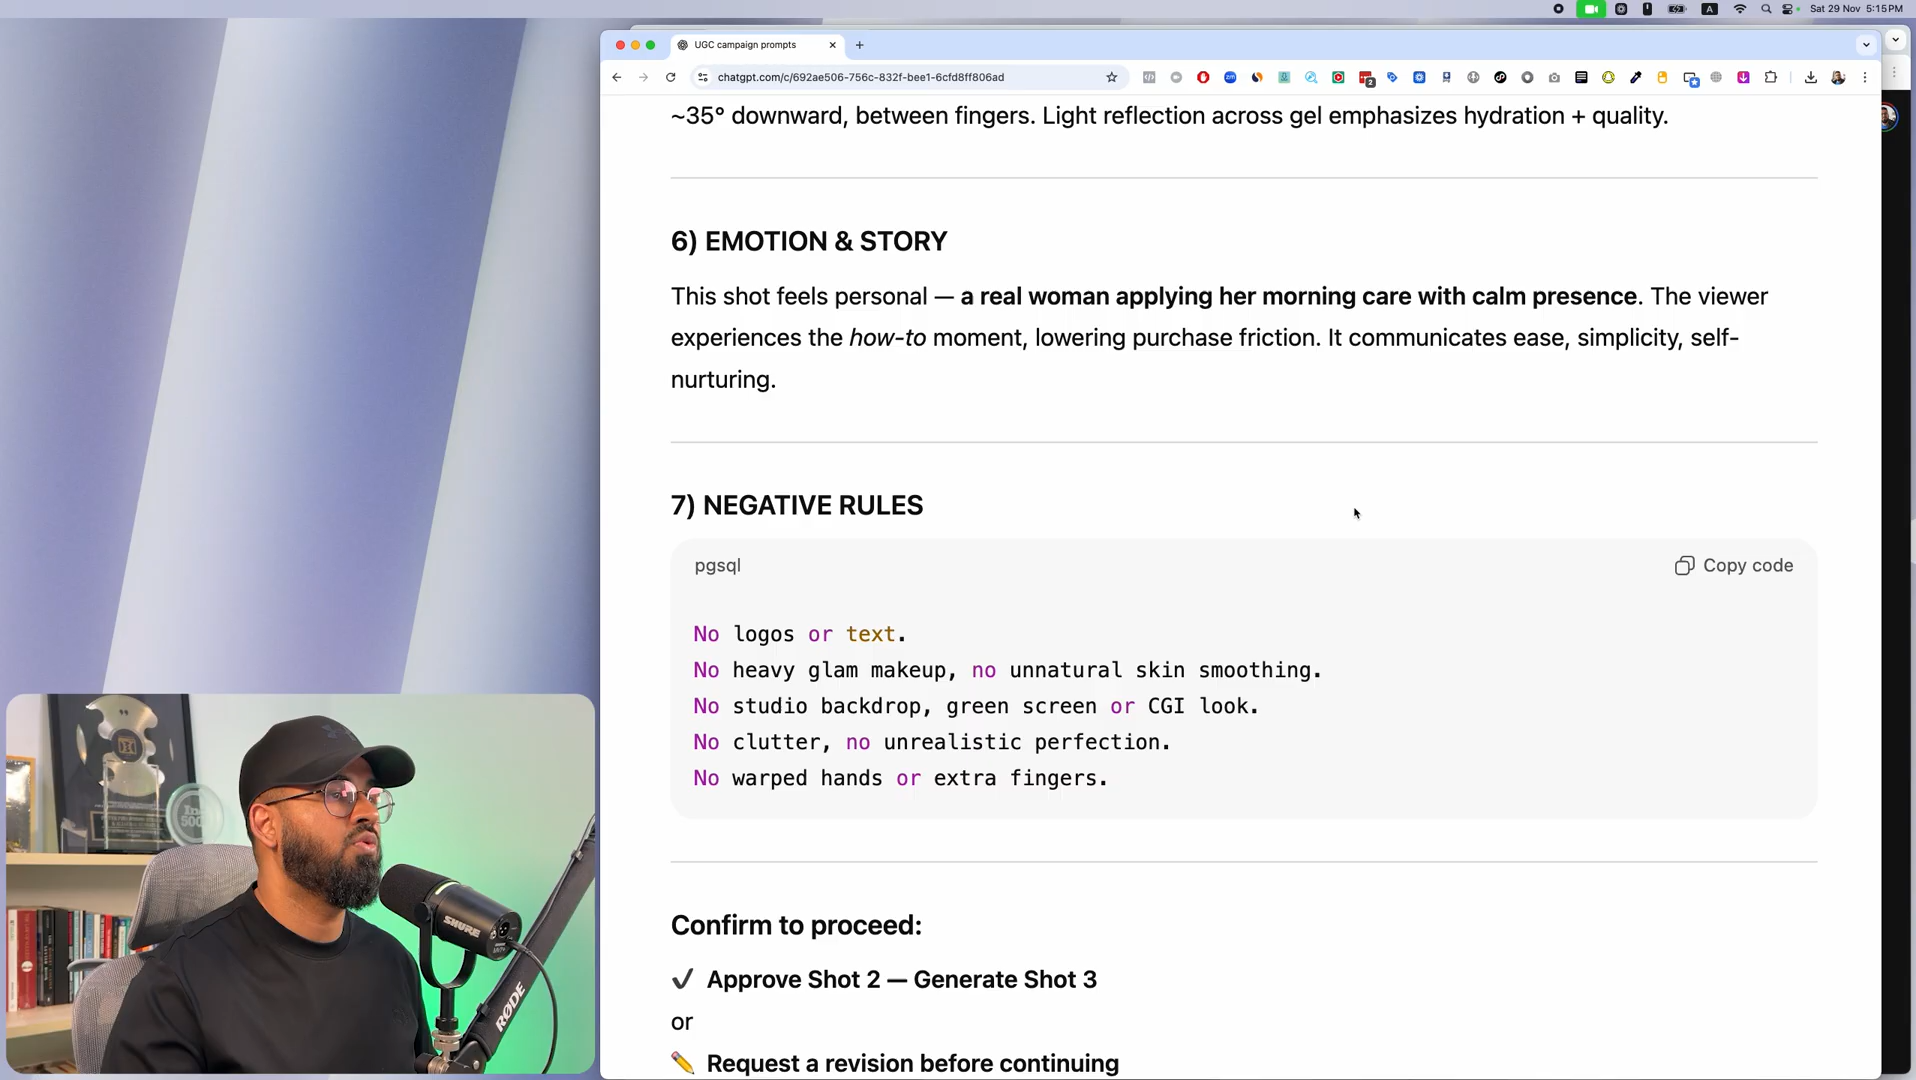 Sat 29 Nov 5:15 PM
UGC campaign prompts
chatgpt.com/c/692ae506-756c-832f-bee1-6cfd8ff806ad
~35° downward, between fingers. Light reflection across gel emphasizes hydration + quality.
6) EMOTION & STORY
This shot feels personal — a real woman applying her morning care with calm presence. The viewer
experiences the how-to moment, lowering purchase friction. It communicates ease, simplicity, self-
nurturing.
7) NEGATIVE RULES
pgsql
Copy code
No logos or text.
No heavy glam makeup, no unnatural skin smoothing.
No studio backdrop, green screen or CGI look.
No clutter, no unrealistic perfection.
No warped hands or extra fingers.
Confirm to proceed:
✓ Approve Shot 2 — Generate Shot 3
or
✏️ Request a revision before continuing
SHURE
RØDE